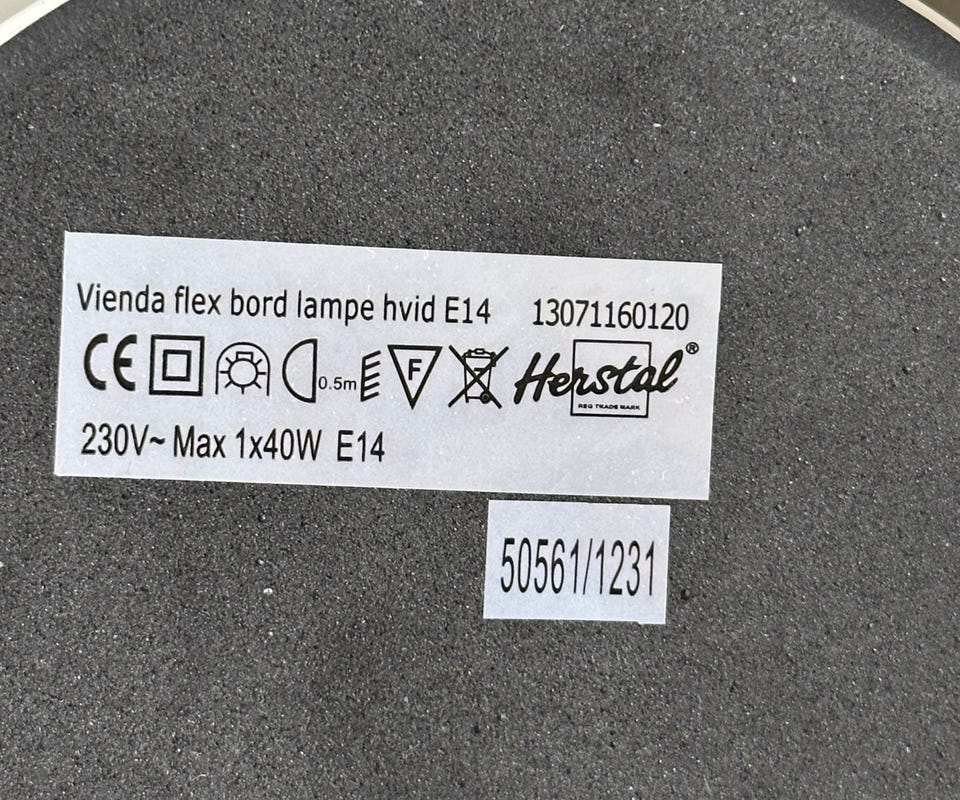 Vienda flex bord lampe hvid E14 13071160120
CE 0.5m F Herstal®
REG TRADE MARK
230V~ Max 1x40W E14
50561/1231